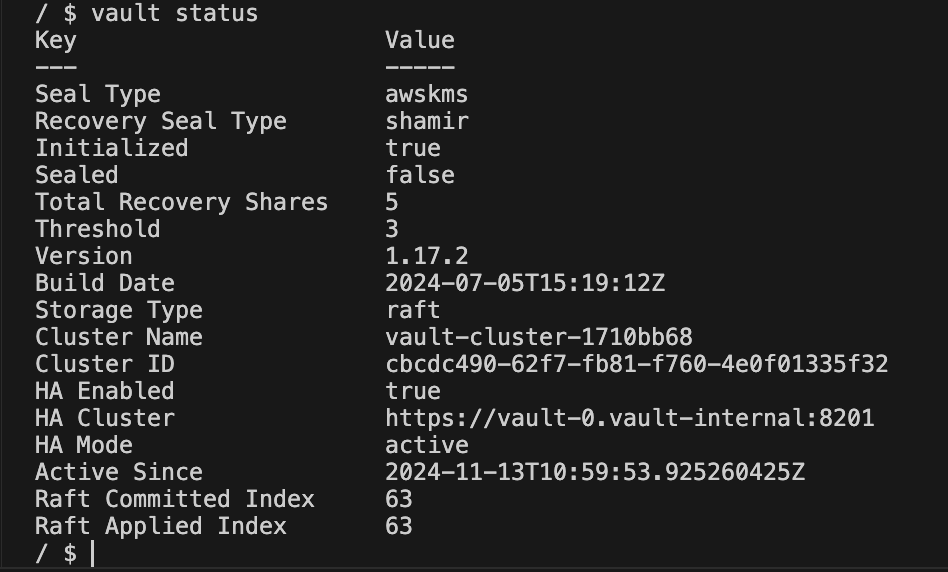 / $ vault status
Key Value
--- -----
Seal Type awskms
Recovery Seal Type shamir
Initialized true
Sealed false
Total Recovery Shares 5
Threshold 3
Version 1.17.2
Build Date 2024-07-05T15:19:12Z
Storage Type raft
Cluster Name vault-cluster-1710bb68
Cluster ID cbcdc490-62f7-fb81-f760-4e0f01335f32
HA Enabled true
HA Cluster https://vault-0.vault-internal:8201
HA Mode active
Active Since 2024-11-13T10:59:53.925260425Z
Raft Committed Index 63
Raft Applied Index 63
/ $